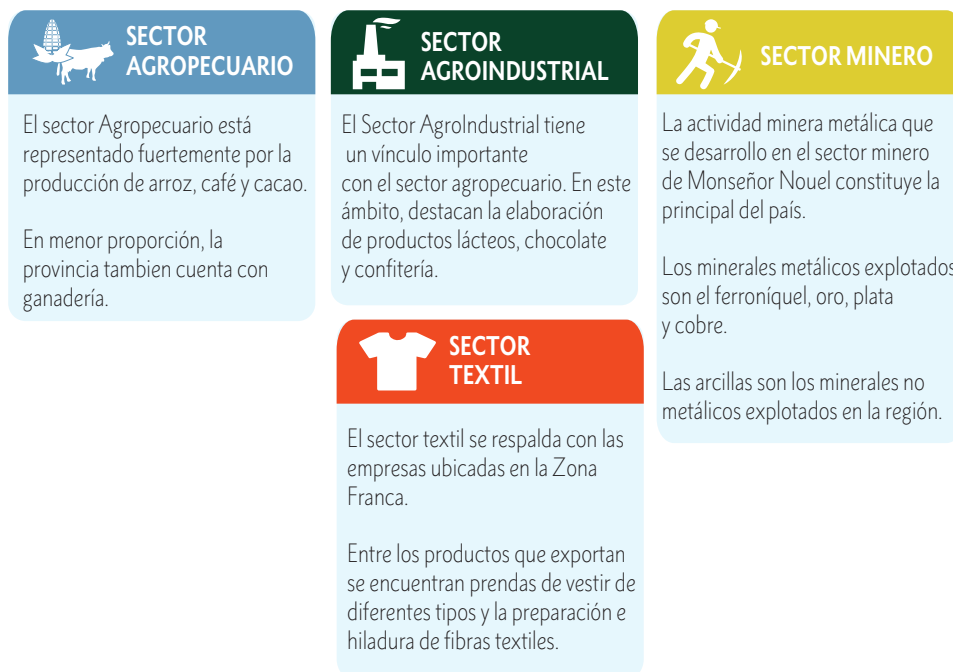 SECTOR
AGROPECUARIO
El sector Agropecuario está
representado fuertemente por la
producción de arroz, café y cacao.
En menor proporción, la
provincia tambien cuenta con
ganadería.
SECTOR
AGROINDUSTRIAL
El Sector AgroIndustrial tiene
un vínculo importante
con el sector agropecuario. En este
ámbito, destacan la elaboración
de productos lácteos, chocolate
y confitería.
SECTOR MINERO
La actividad minera metálica que
se desarrollo en el sector minero
de Monseñor Nouel constituye la
principal del país.
Los minerales metálicos explotados
son el ferroníquel, oro, plata
y cobre.
Las arcillas son los minerales no
metálicos explotados en la región.
SECTOR
TEXTIL
El sector textil se respalda con las
empresas ubicadas en la Zona
Franca.
Entre los productos que exportan
se encuentran prendas de vestir de
diferentes tipos y la preparación e
hiladura de fibras textiles.